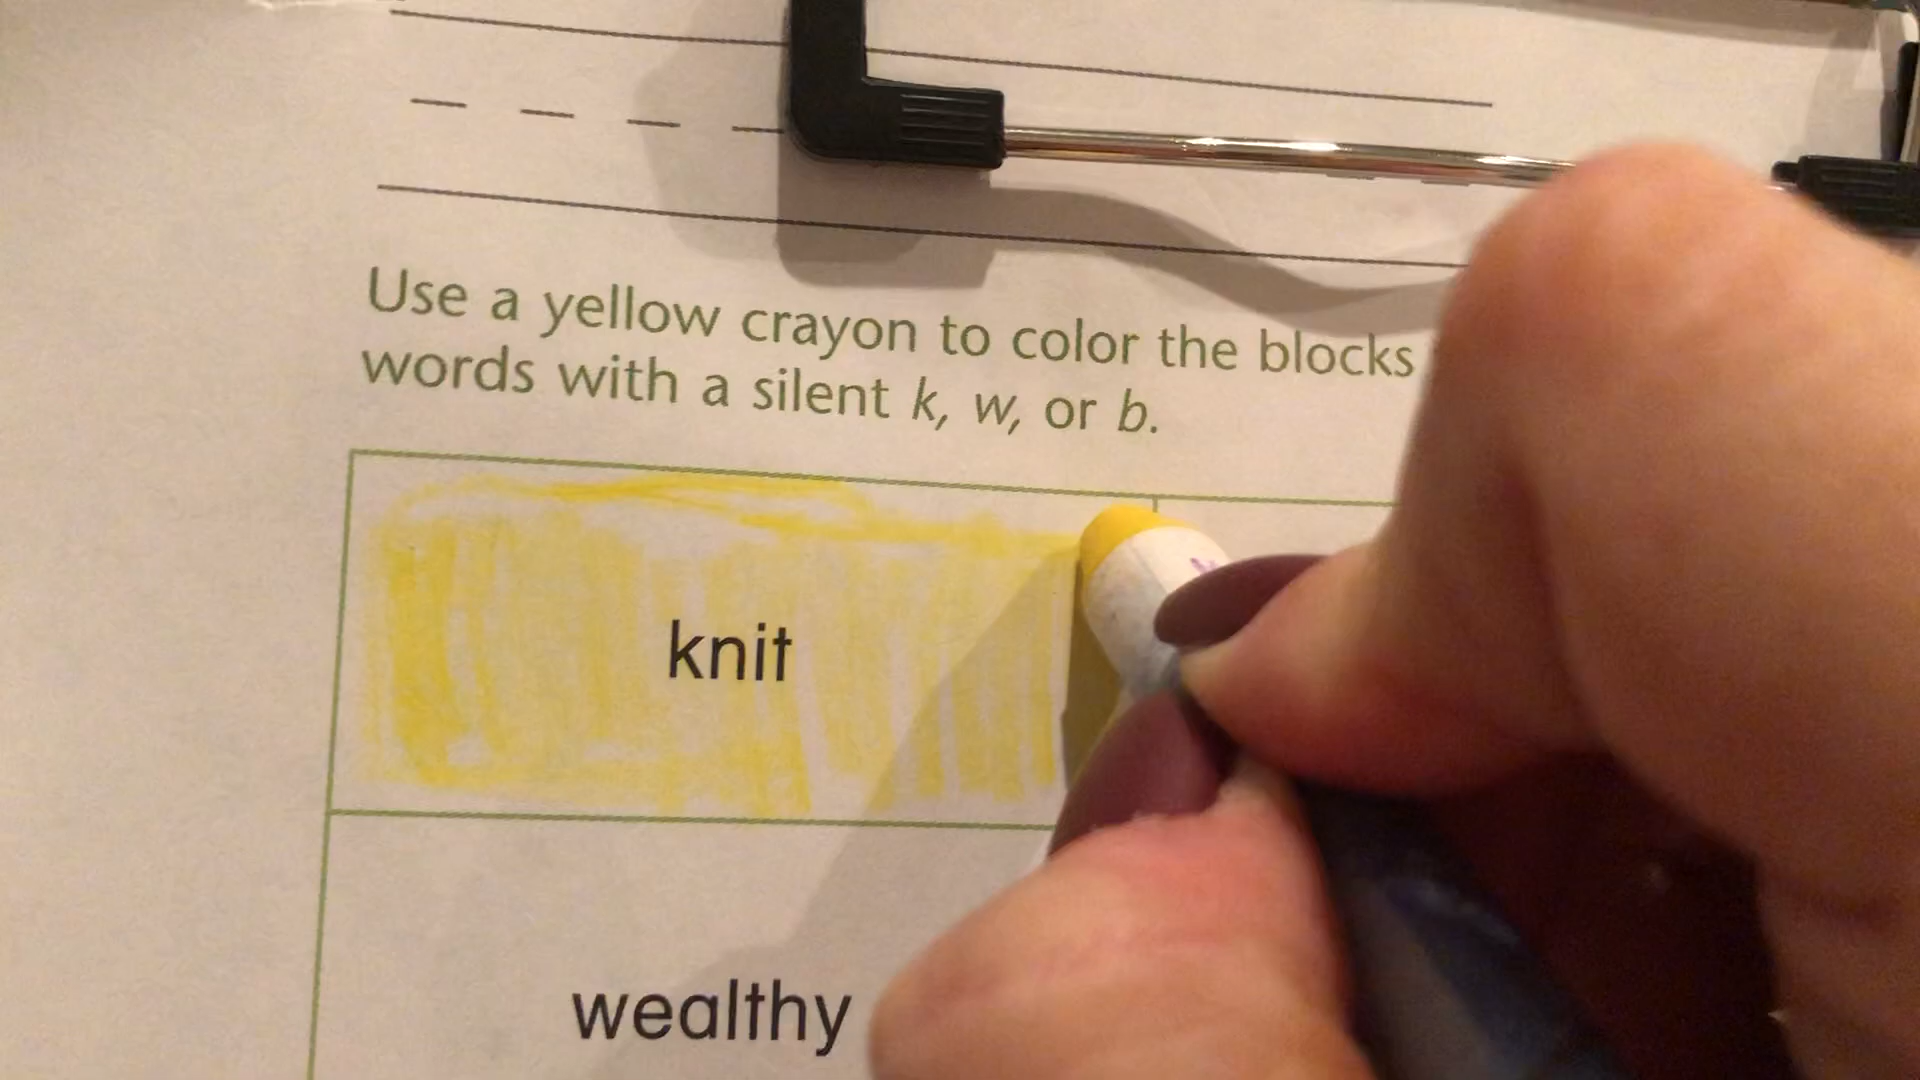 Use a yellow crayon to color the blocks
words with a silent k, w, or b.
knit
wealthy